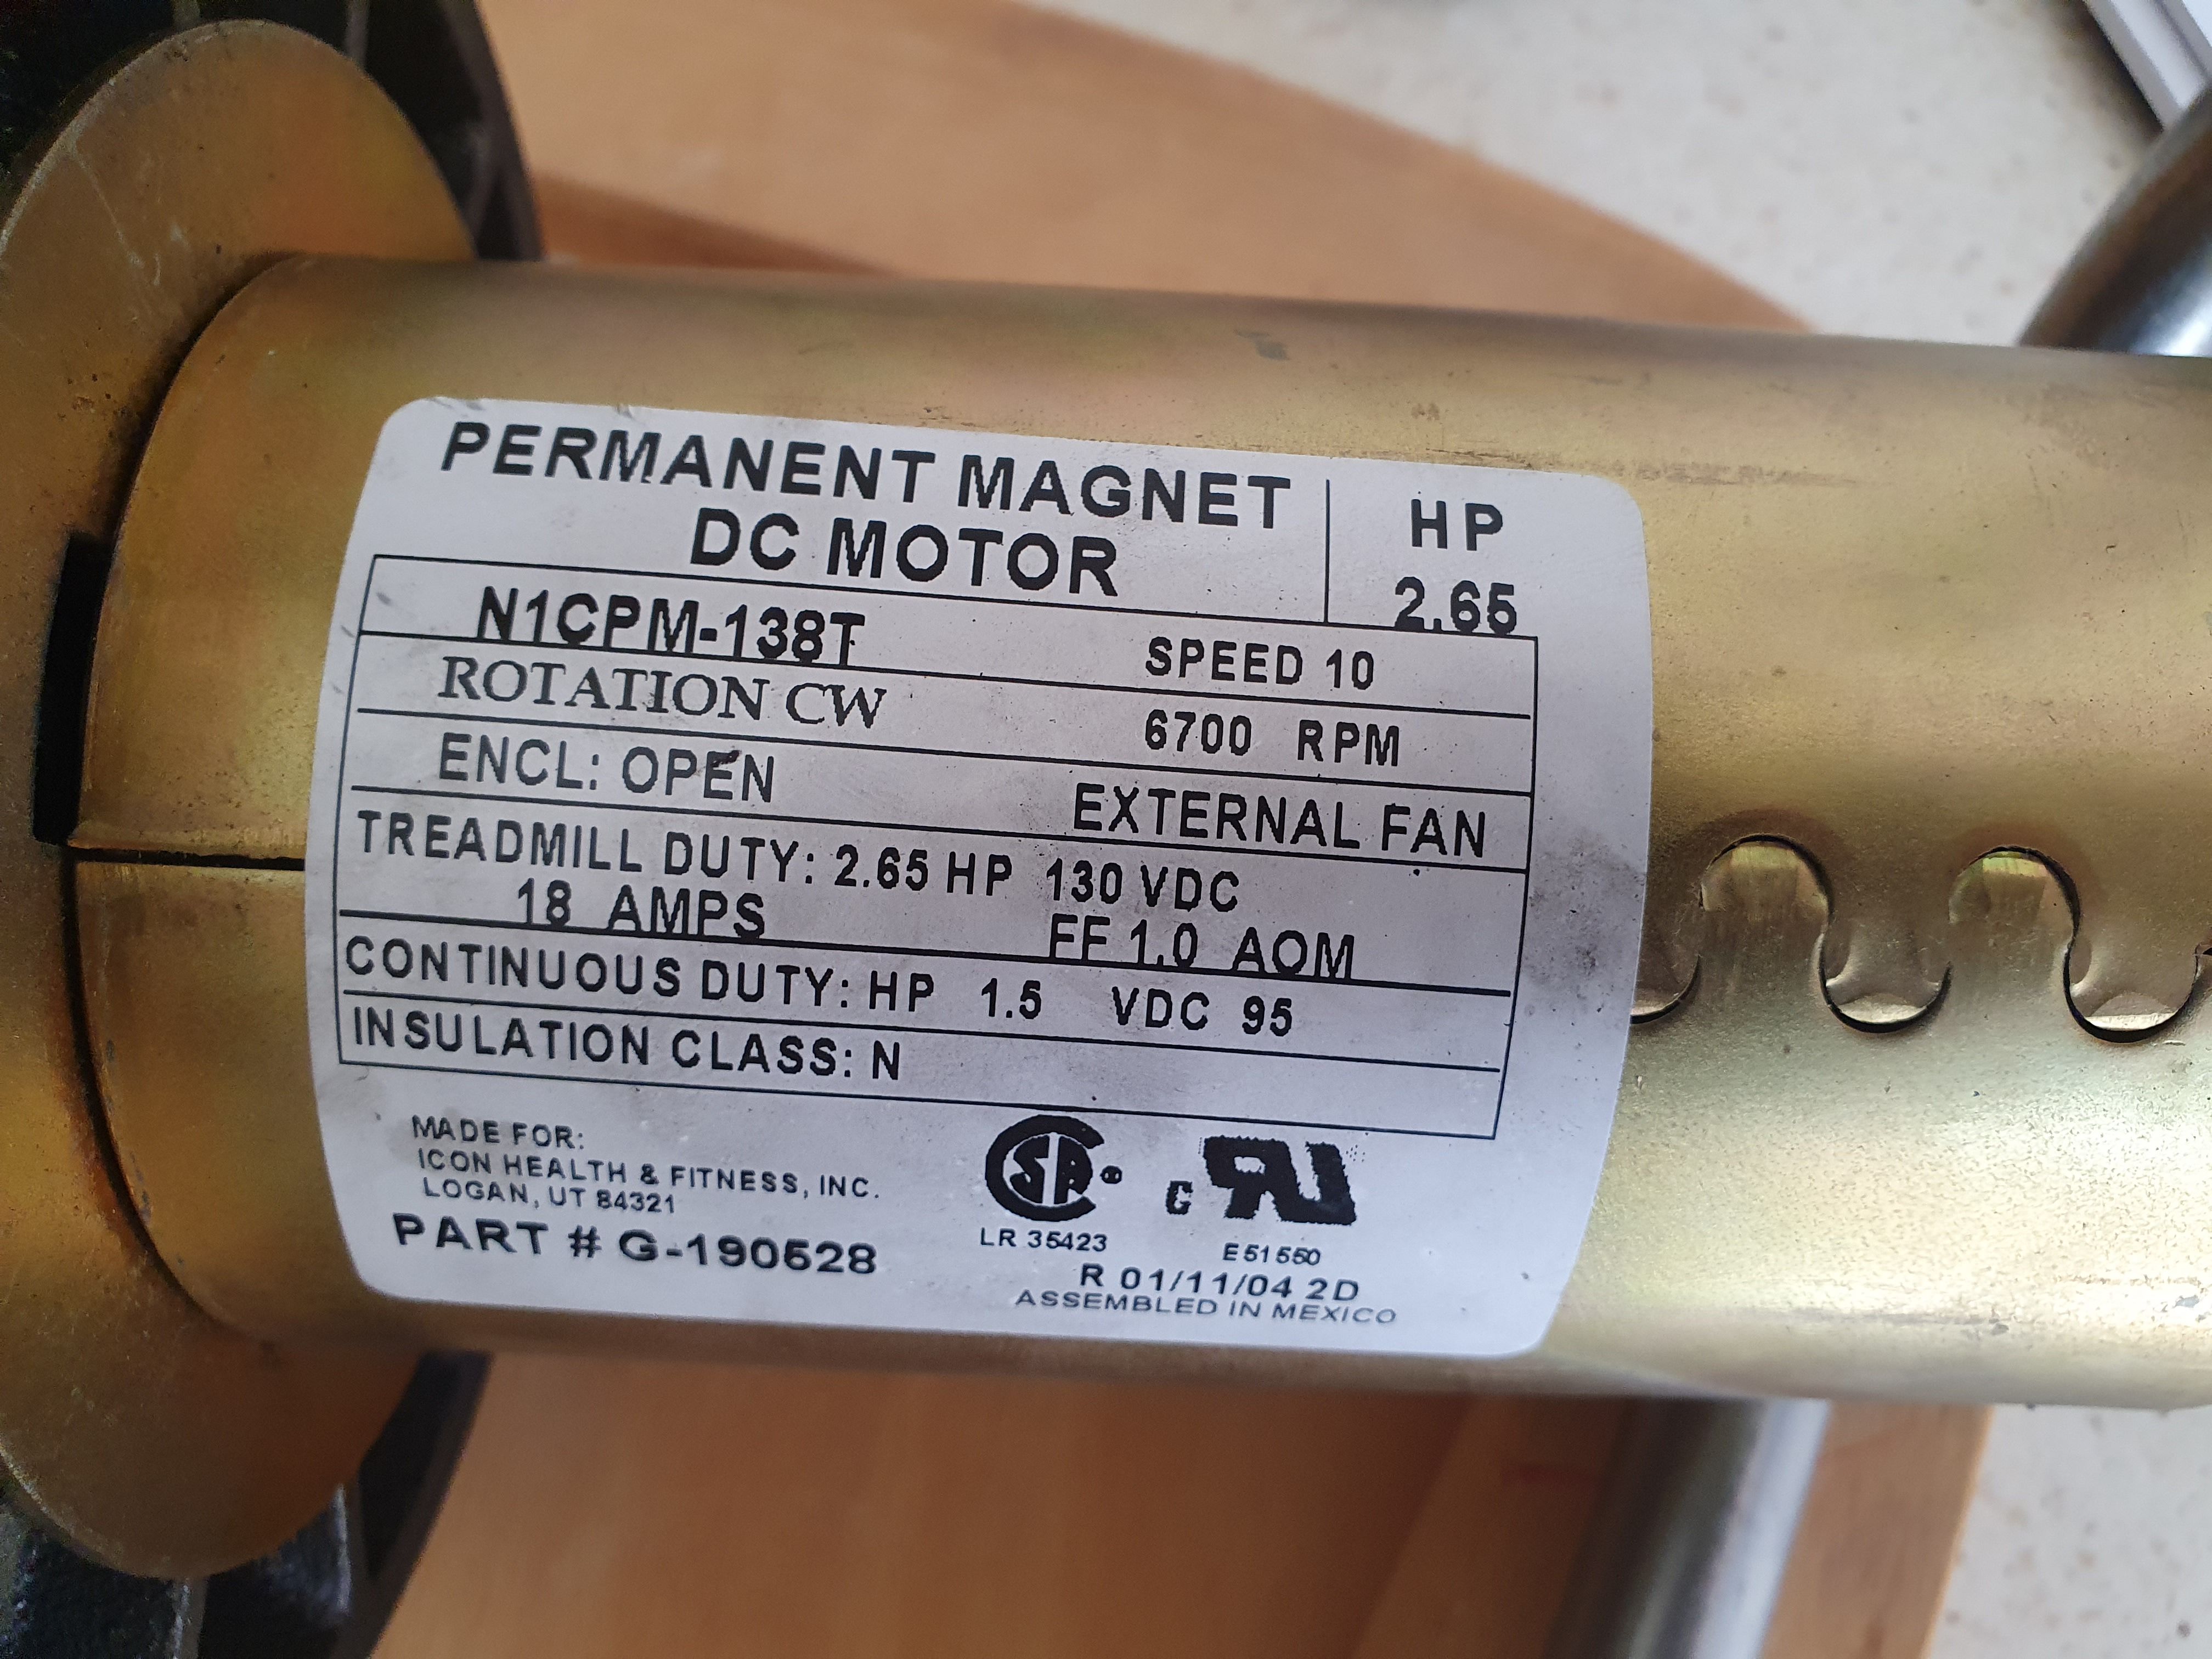 PERMANENT MAGNET
DC MOTOR
HP
2.65
N1CPM-138T SPEED 10
ROTATION CW 6700 RPM
ENCL: OPEN EXTERNAL FAN
TREADMILL DUTY: 2.65 HP 130 VDC
18 AMPS FF 1.0 AOM
CONTINUOUS DUTY: HP 1.5 VDC 95
INSULATION CLASS: N
MADE FOR:
ICON HEALTH & FITNESS, INC.
LOGAN, UT 84321
PART # G-190528
SA ®
LR 35423
C RU
E51550
R 01/11/04 2D
ASSEMBLED IN MEXICO